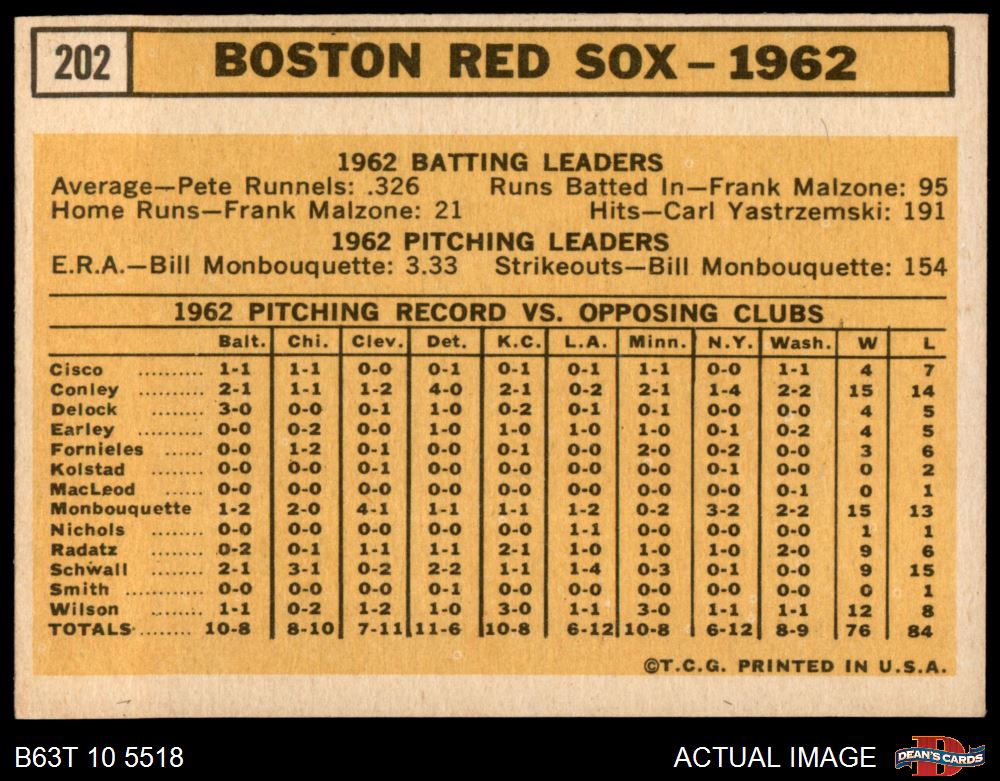 202 BOSTON RED SOX – 1962
1962 BATTING LEADERS
Average—Pete Runnels: .326 Runs Batted In—Frank Malzone: 95
Home Runs—Frank Malzone: 21 Hits—Carl Yastrzemski: 191
1962 PITCHING LEADERS
E.R.A.—Bill Monbouquette: 3.33 Strikeouts—Bill Monbouquette: 154
1962 PITCHING RECORD VS. OPPOSING CLUBS
Balt. Chi. Clev. Det. K.C. L.A. Minn. N.Y. Wash. W L
Cisco .......... 1-1 1-1 0-0 0-1 0-1 0-1 1-1 0-0 1-1 4 7
Conley .......... 2-1 1-1 1-2 4-0 2-1 0-2 2-1 1-4 2-2 15 14
Delock .......... 3-0 0-0 0-1 1-0 0-2 0-1 0-1 0-0 0-0 4 5
Earley .......... 0-0 0-2 0-0 1-0 1-0 1-0 1-0 0-1 0-2 4 5
Fornieles ...... 0-0 1-2 0-1 0-0 0-1 0-0 2-0 0-2 0-0 3 6
Kolstad ........ 0-0 0-0 0-1 0-0 0-0 0-0 0-0 0-1 0-0 0 2
MacLeod ...... 0-0 0-0 0-0 0-0 0-0 0-0 0-0 0-0 0-1 0 1
Monbouquette 1-2 2-0 4-1 1-1 1-1 1-2 0-2 3-2 2-2 15 13
Nichols ........ 0-0 0-0 0-0 0-0 0-0 1-1 0-0 0-0 0-0 1 1
Radatz ......... 0-2 0-1 1-1 1-1 2-1 1-0 1-0 1-0 2-0 9 6
Schwall ........ 2-1 3-1 0-2 2-2 1-1 1-4 0-3 0-1 0-0 9 15
Smith ............ 0-0 0-0 0-0 0-1 0-0 0-0 0-0 0-0 0-0 0 1
Wilson ......... 1-1 0-2 1-2 1-0 3-0 1-1 3-0 1-1 1-1 12 8
TOTALS......... 10-8 8-10 7-11 11-6 10-8 6-12 10-8 6-12 8-9 76 84
©T.C.G. PRINTED IN U.S.A.
B63T 10 5518 ACTUAL IMAGE DEAN'S CARDS